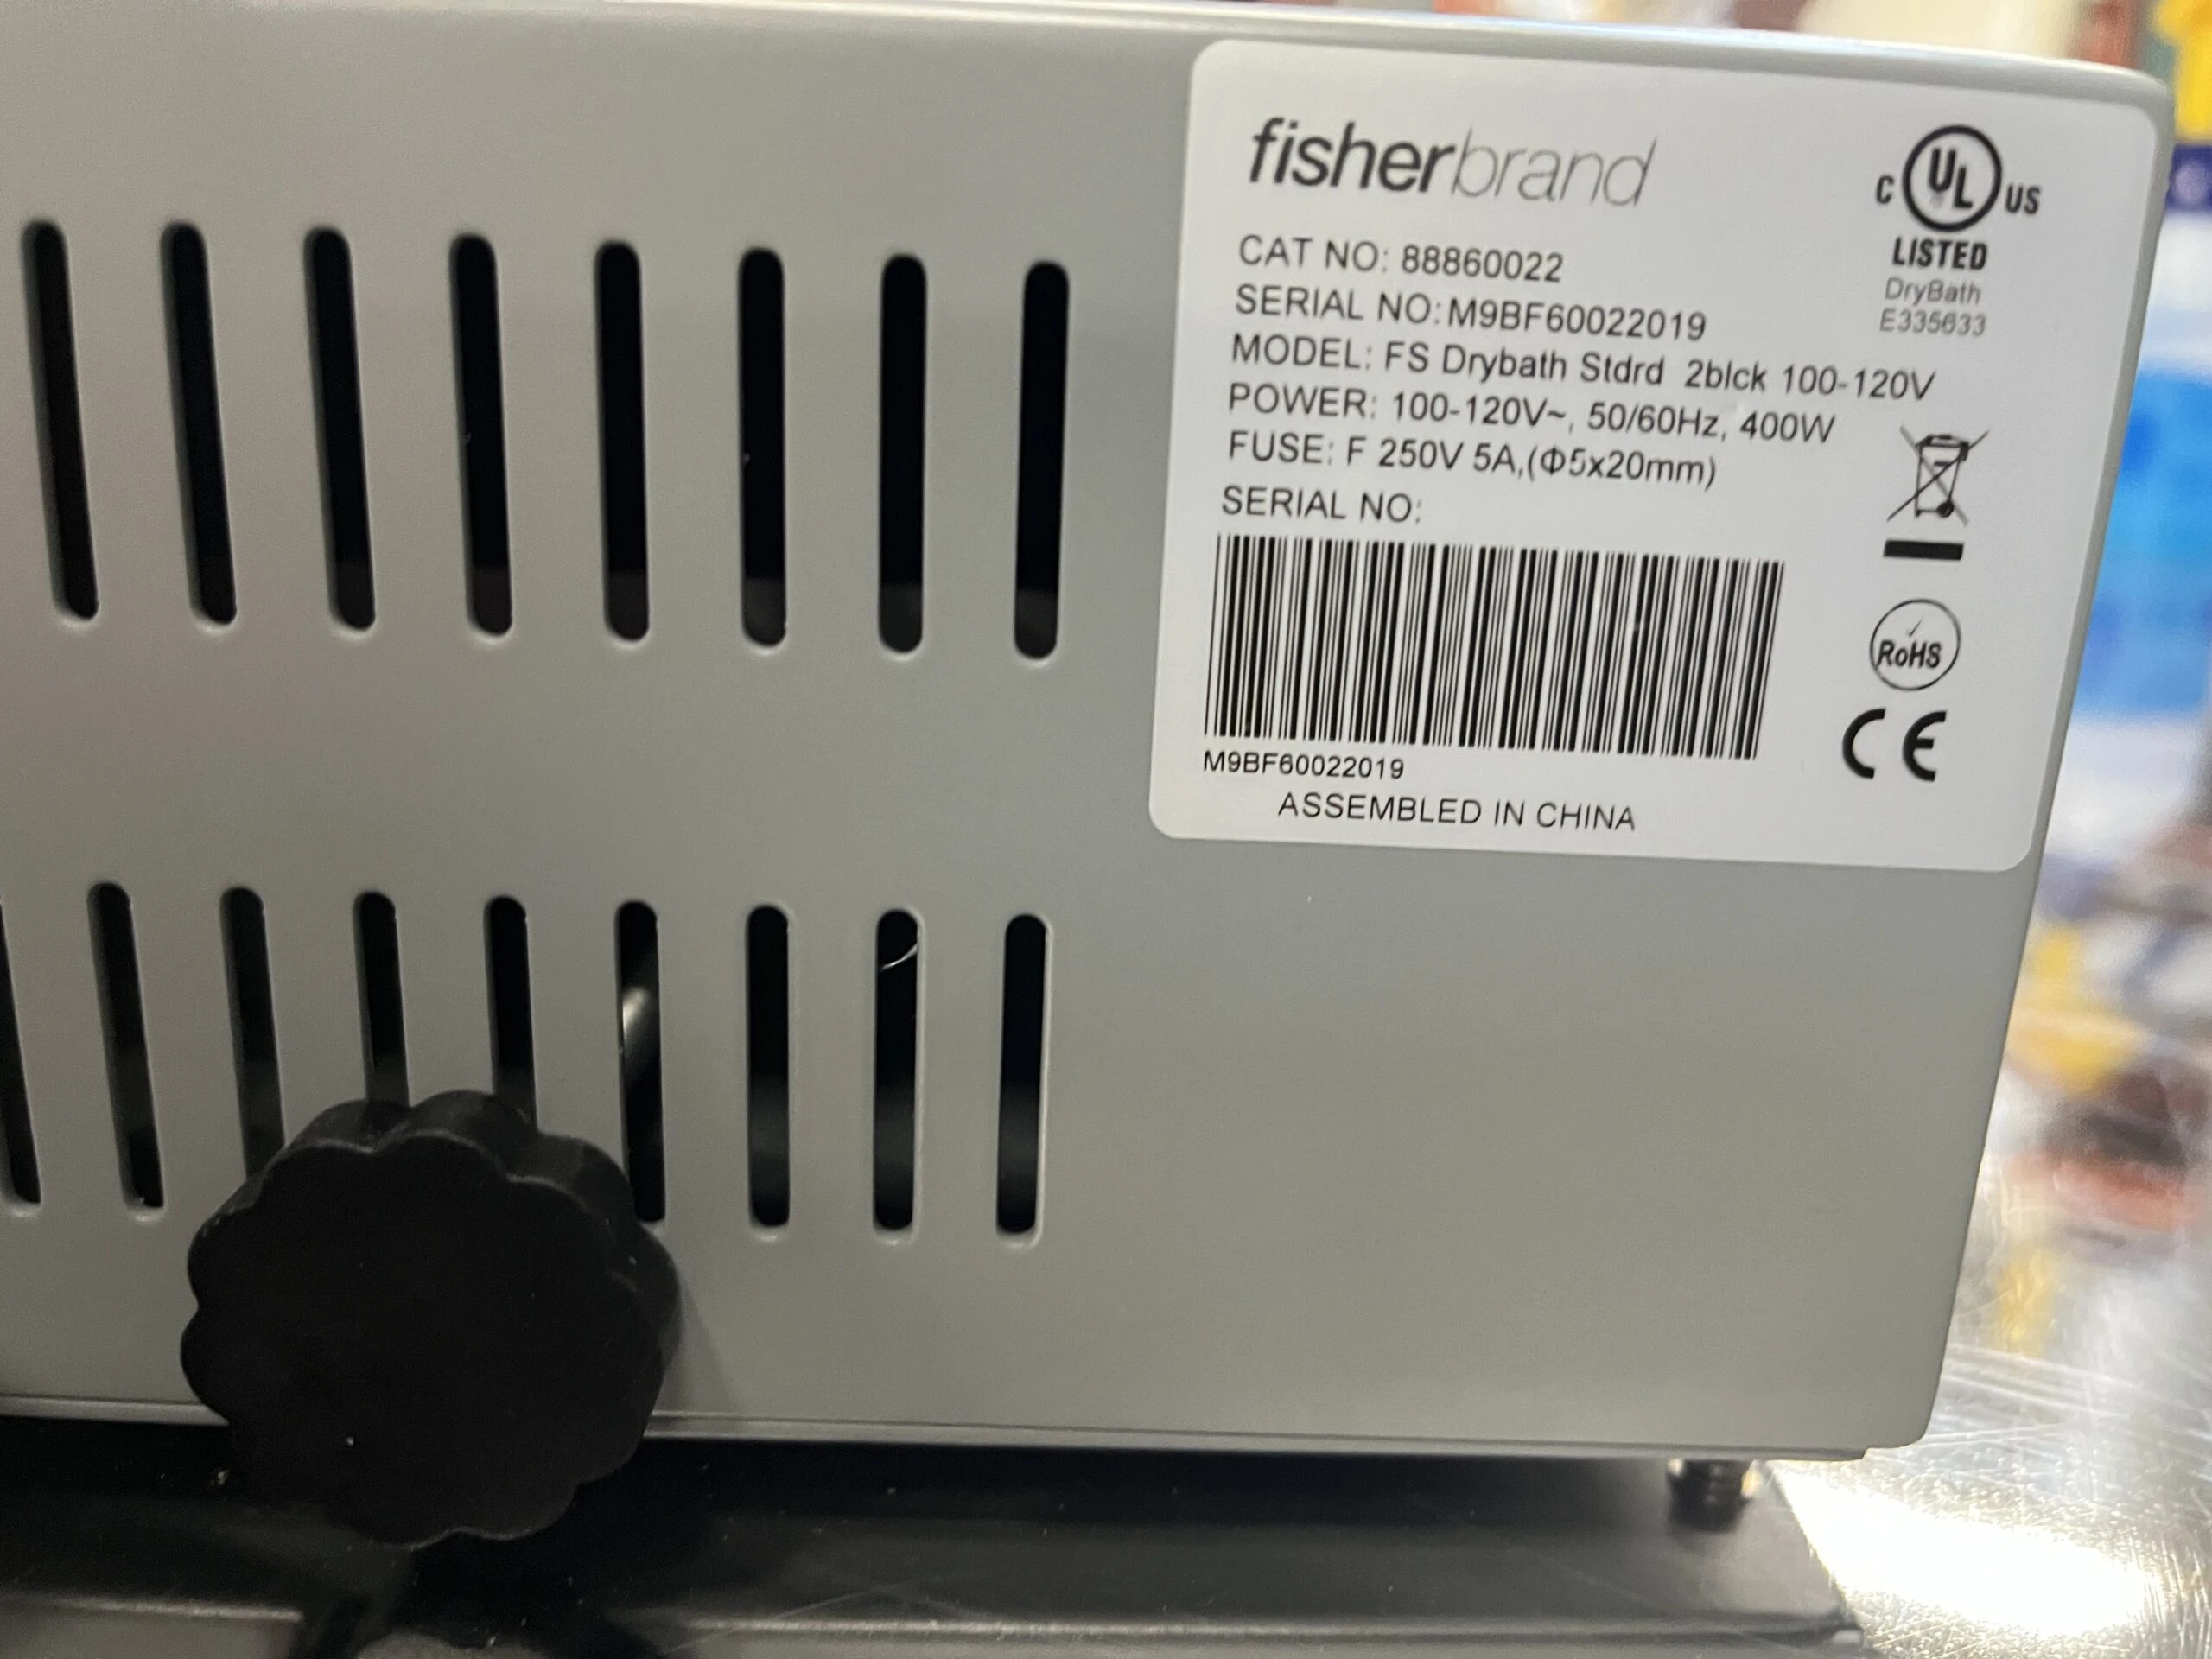 fisherbrand
C UL US
LISTED
DryBath
E335633
CAT NO: 88860022
SERIAL NO: M9BF60022019
MODEL: FS Drybath Stdrd 2blck 100-120V
POWER: 100-120V~, 50/60Hz, 400W
FUSE: F 250V 5A,(Φ5x20mm)
SERIAL NO:
M9BF60022019
ASSEMBLED IN CHINA
RoHS
CE